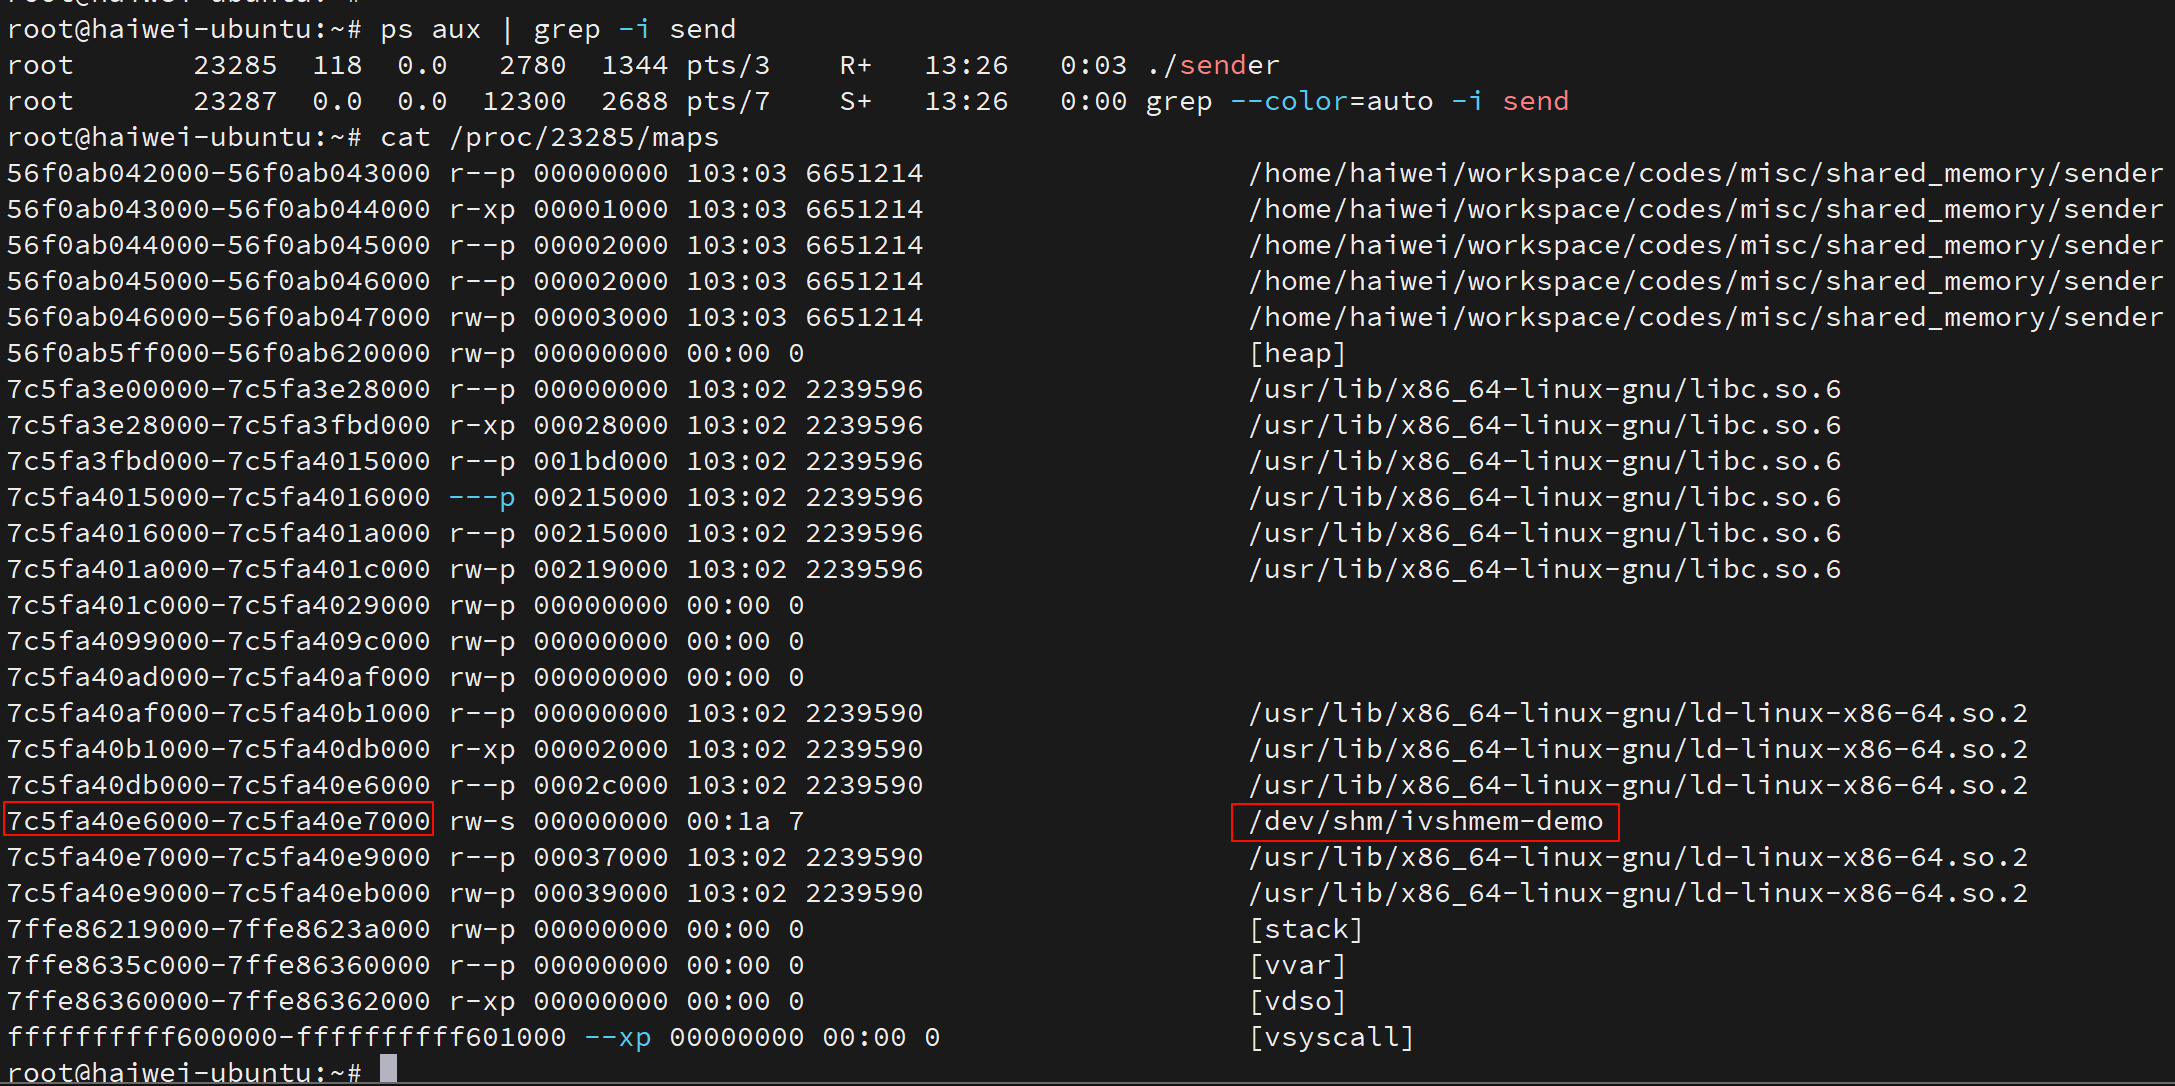 root@haiwei-ubuntu:~#
root@haiwei-ubuntu:~# ps aux | grep -i send
root       23285  118  0.0   2780  1344 pts/3    R+   13:26   0:03 ./sender
root       23287  0.0  0.0  12300  2688 pts/7    S+   13:26   0:00 grep --color=auto -i send
root@haiwei-ubuntu:~# cat /proc/23285/maps
56f0ab042000-56f0ab043000 r--p 00000000 103:03 6651214                   /home/haiwei/workspace/codes/misc/shared_memory/sender
56f0ab043000-56f0ab044000 r-xp 00001000 103:03 6651214                   /home/haiwei/workspace/codes/misc/shared_memory/sender
56f0ab044000-56f0ab045000 r--p 00002000 103:03 6651214                   /home/haiwei/workspace/codes/misc/shared_memory/sender
56f0ab045000-56f0ab046000 r--p 00002000 103:03 6651214                   /home/haiwei/workspace/codes/misc/shared_memory/sender
56f0ab046000-56f0ab047000 rw-p 00003000 103:03 6651214                   /home/haiwei/workspace/codes/misc/shared_memory/sender
56f0ab5ff000-56f0ab620000 rw-p 00000000 00:00 0                          [heap]
7c5fa3e00000-7c5fa3e28000 r--p 00000000 103:02 2239596                   /usr/lib/x86_64-linux-gnu/libc.so.6
7c5fa3e28000-7c5fa3fbd000 r-xp 00028000 103:02 2239596                   /usr/lib/x86_64-linux-gnu/libc.so.6
7c5fa3fbd000-7c5fa4015000 r--p 001bd000 103:02 2239596                   /usr/lib/x86_64-linux-gnu/libc.so.6
7c5fa4015000-7c5fa4016000 ---p 00215000 103:02 2239596                   /usr/lib/x86_64-linux-gnu/libc.so.6
7c5fa4016000-7c5fa401a000 r--p 00215000 103:02 2239596                   /usr/lib/x86_64-linux-gnu/libc.so.6
7c5fa401a000-7c5fa401c000 rw-p 00219000 103:02 2239596                   /usr/lib/x86_64-linux-gnu/libc.so.6
7c5fa401c000-7c5fa4029000 rw-p 00000000 00:00 0
7c5fa4099000-7c5fa409c000 rw-p 00000000 00:00 0
7c5fa40ad000-7c5fa40af000 rw-p 00000000 00:00 0
7c5fa40af000-7c5fa40b1000 r--p 00000000 103:02 2239590                   /usr/lib/x86_64-linux-gnu/ld-linux-x86-64.so.2
7c5fa40b1000-7c5fa40db000 r-xp 00002000 103:02 2239590                   /usr/lib/x86_64-linux-gnu/ld-linux-x86-64.so.2
7c5fa40db000-7c5fa40e6000 r--p 0002c000 103:02 2239590                   /usr/lib/x86_64-linux-gnu/ld-linux-x86-64.so.2
7c5fa40e6000-7c5fa40e7000 rw-s 00000000 00:1a 7                          /dev/shm/ivshmem-demo
7c5fa40e7000-7c5fa40e9000 r--p 00037000 103:02 2239590                   /usr/lib/x86_64-linux-gnu/ld-linux-x86-64.so.2
7c5fa40e9000-7c5fa40eb000 rw-p 00039000 103:02 2239590                   /usr/lib/x86_64-linux-gnu/ld-linux-x86-64.so.2
7ffe86219000-7ffe8623a000 rw-p 00000000 00:00 0                          [stack]
7ffe8635c000-7ffe86360000 r--p 00000000 00:00 0                          [vvar]
7ffe86360000-7ffe86362000 r-xp 00000000 00:00 0                          [vdso]
ffffffffff600000-ffffffffff601000 --xp 00000000 00:00 0                  [vsyscall]
root@haiwei-ubuntu:~#